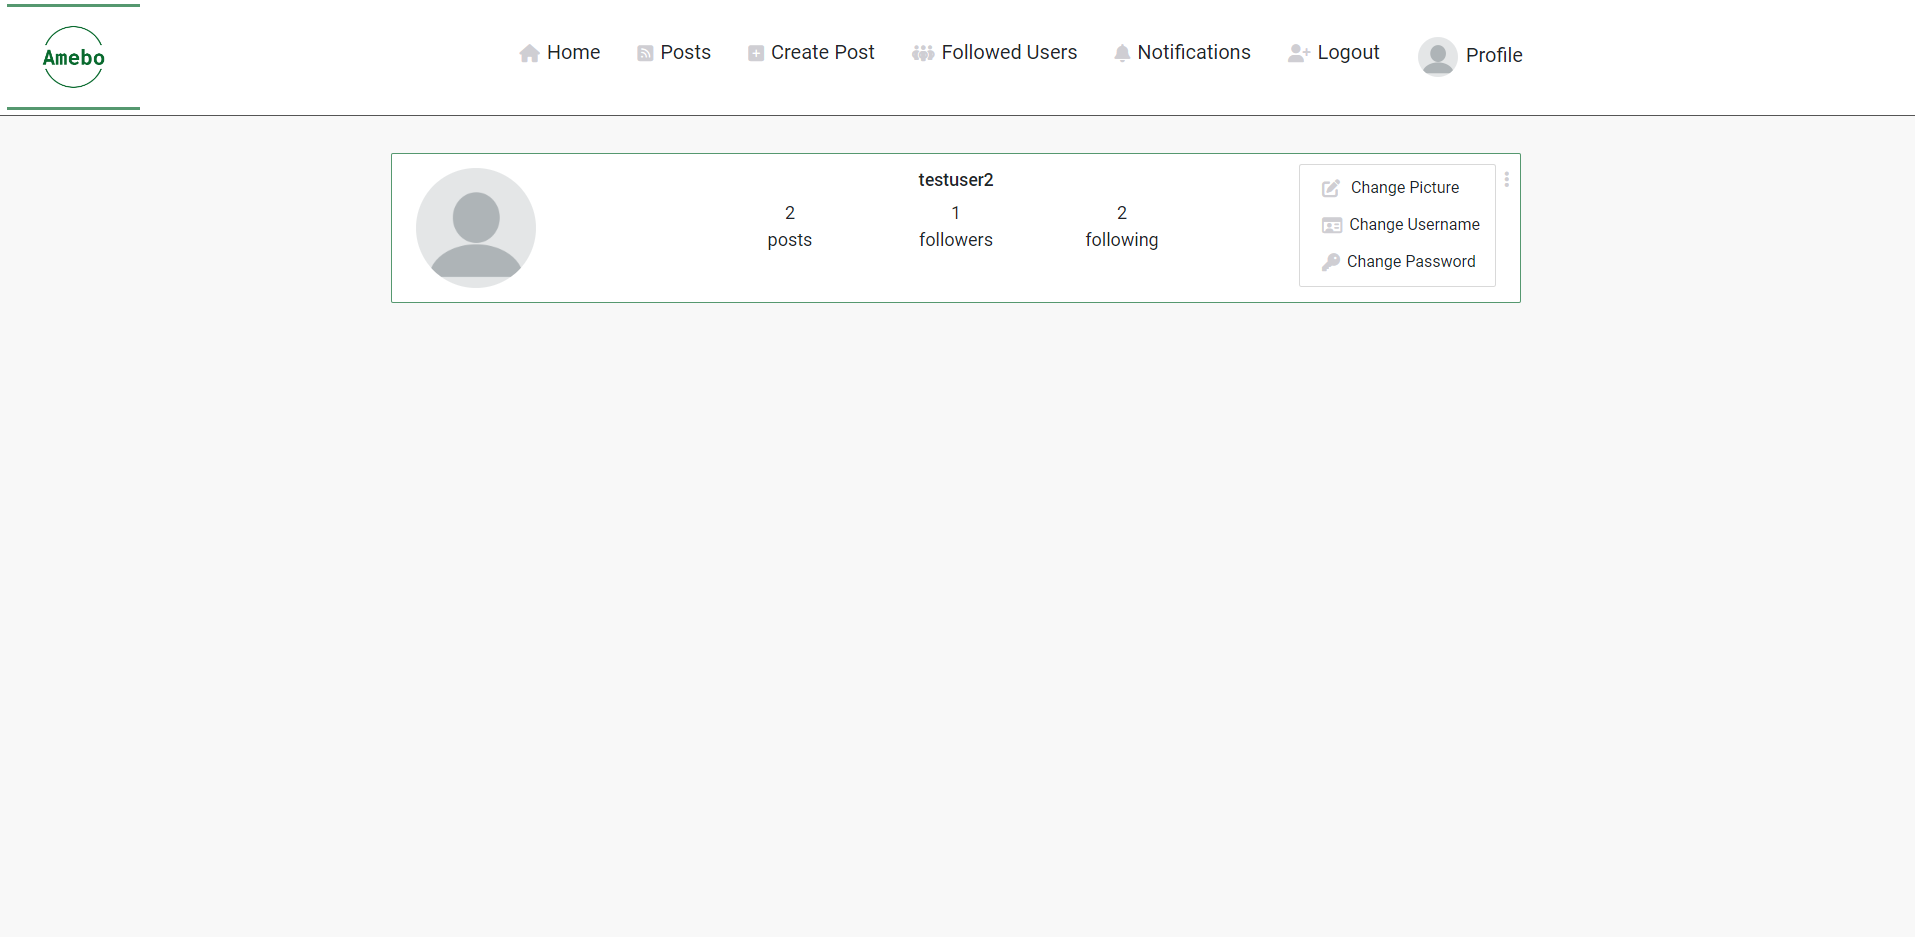 Amebo
Home Posts Create Post Followed Users Notifications Logout Profile
testuser2
2 1 2
posts followers following
Change Picture
Change Username
Change Password